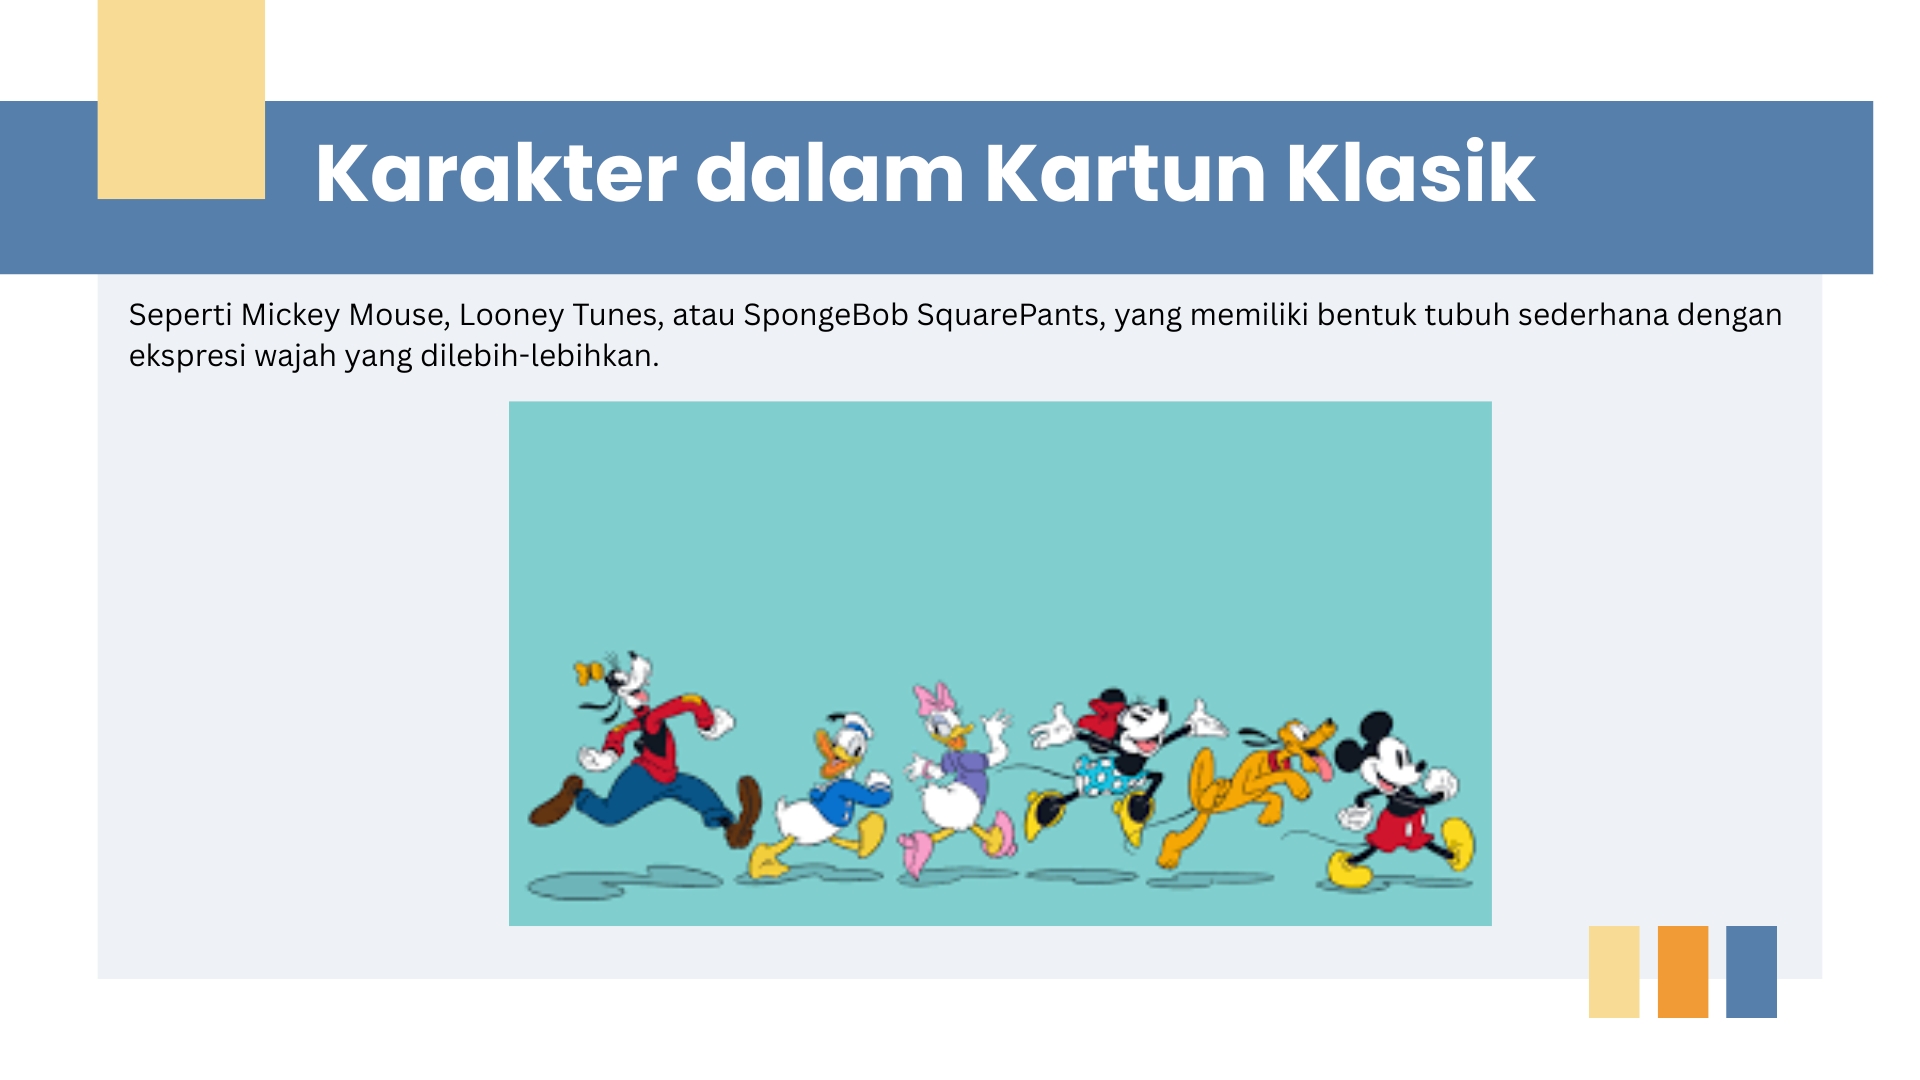 Karakter dalam Kartun Klasik
Seperti Mickey Mouse, Looney Tunes, atau SpongeBob SquarePants, yang memiliki bentuk tubuh sederhana dengan
ekspresi wajah yang dilebih-lebihkan.